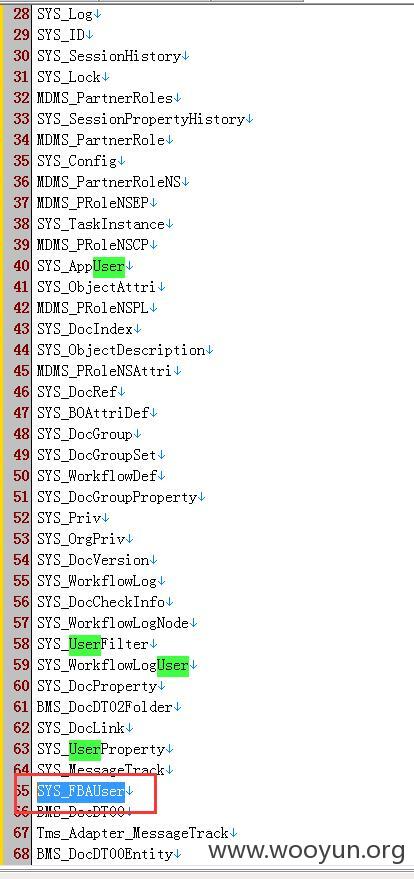 28 SYS_Log↓
29 SYS_ID↓
30 SYS_SessionHistory↓
31 SYS_Lock↓
32 MDMS_PartnerRoles↓
33 SYS_SessionPropertyHistory↓
34 MDMS_PartnerRole↓
35 SYS_Config↓
36 MDMS_PartnerRoleNS↓
37 MDMS_PRoleNSEP↓
38 SYS_TaskInstance↓
39 MDMS_PRoleNSCP↓
40 SYS_AppUser↓
41 SYS_ObjectAttri↓
42 MDMS_PRoleNSPL↓
43 SYS_DocIndex↓
44 SYS_ObjectDescription↓
45 MDMS_PRoleNSAttri↓
46 SYS_DocRef↓
47 SYS_BOAttriDef↓
48 SYS_DocGroup↓
49 SYS_DocGroupSet↓
50 SYS_WorkflowDef↓
51 SYS_DocGroupProperty↓
52 SYS_Priv↓
53 SYS_OrgPriv↓
54 SYS_DocVersion↓
55 SYS_WorkflowLog↓
56 SYS_DocCheckInfo↓
57 SYS_WorkflowLogNode↓
58 SYS_UserFilter↓
59 SYS_WorkflowLogUser↓
60 SYS_DocProperty↓
61 BMS_DocDT02Folder↓
62 SYS_DocLink↓
63 SYS_UserProperty↓
64 SYS_MessageTrack↓
65 SYS_FBAUser↓
66 BMS_DocDT00↓
67 Tms_Adapter_MessageTrack↓
68 BMS_DocDT00Entity↓
www.wooyun.org